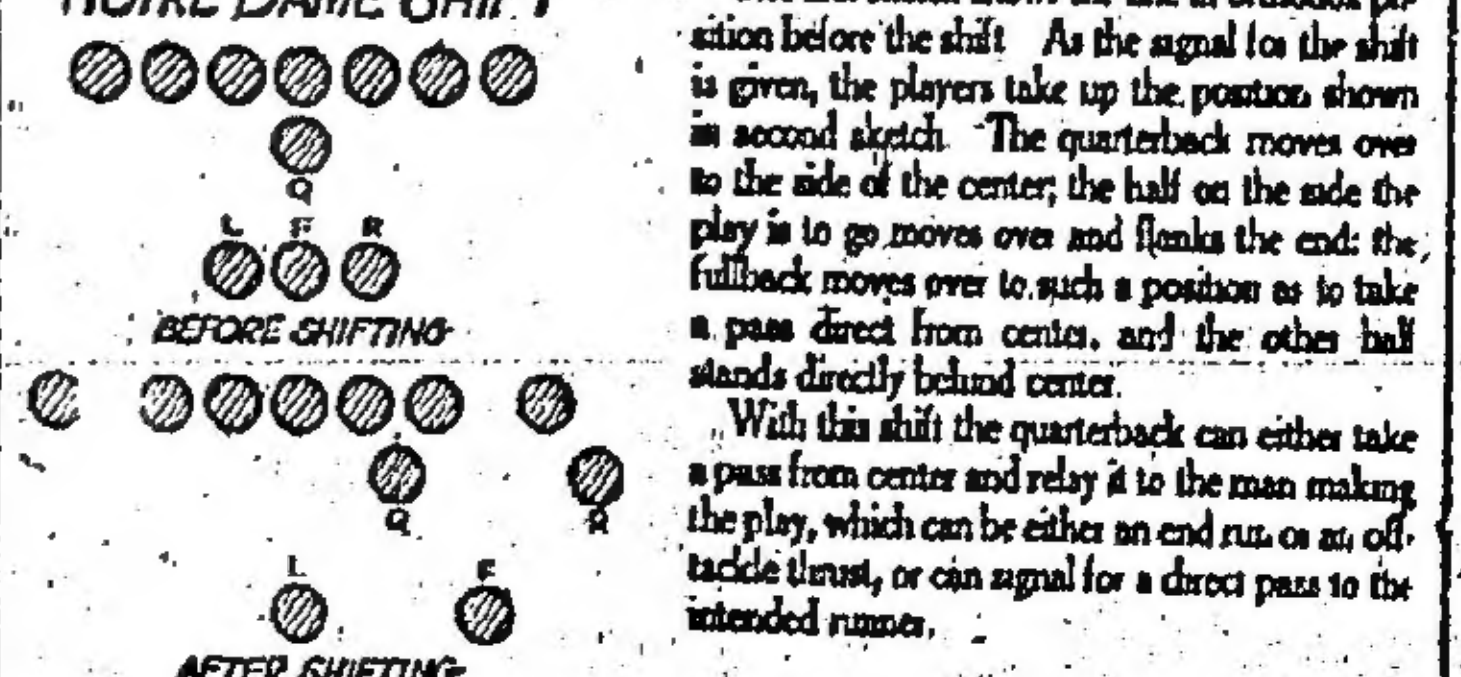 NOTRE DAME SHIFT
Q
L F R
BEFORE SHIFTING
Q R
L F
AFTER SHIFTING
sition before the shift As the signal for the shift
is given, the players take up the position shown
in second sketch. The quarterback moves over
to the side of the center; the half on the side the
play is to go moves over and flanks the end: the
fullback moves over to such a position as to take
a pass direct from center, and the other half
stands directly behind center.
With this shift the quarterback can either take
a pass from center and relay it to the man making
the play, which can be either an end run or an off-
tackle thrust, or can signal for a direct pass to the
intended runner.